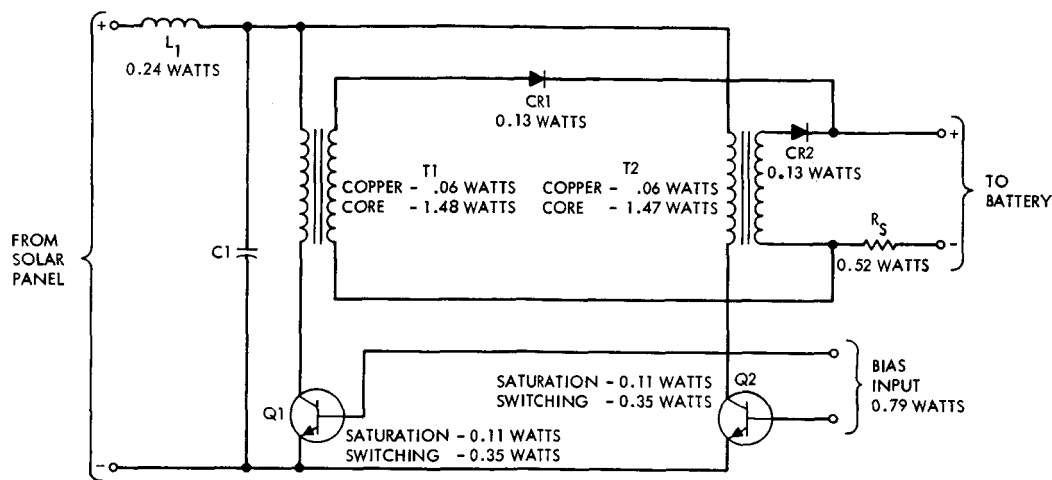 +
L1
0.24 WATTS
CR1
0.13 WATTS
CR2
0.13 WATTS
+
T1
COPPER - .06 WATTS
CORE - 1.48 WATTS
T2
COPPER - .06 WATTS
CORE - 1.47 WATTS
TO
BATTERY
RS
0.52 WATTS
-
FROM
SOLAR
PANEL
C1
Q1
SATURATION - 0.11 WATTS
SWITCHING - 0.35 WATTS
SATURATION - 0.11 WATTS
SWITCHING - 0.35 WATTS
Q2
BIAS
INPUT
0.79 WATTS
-